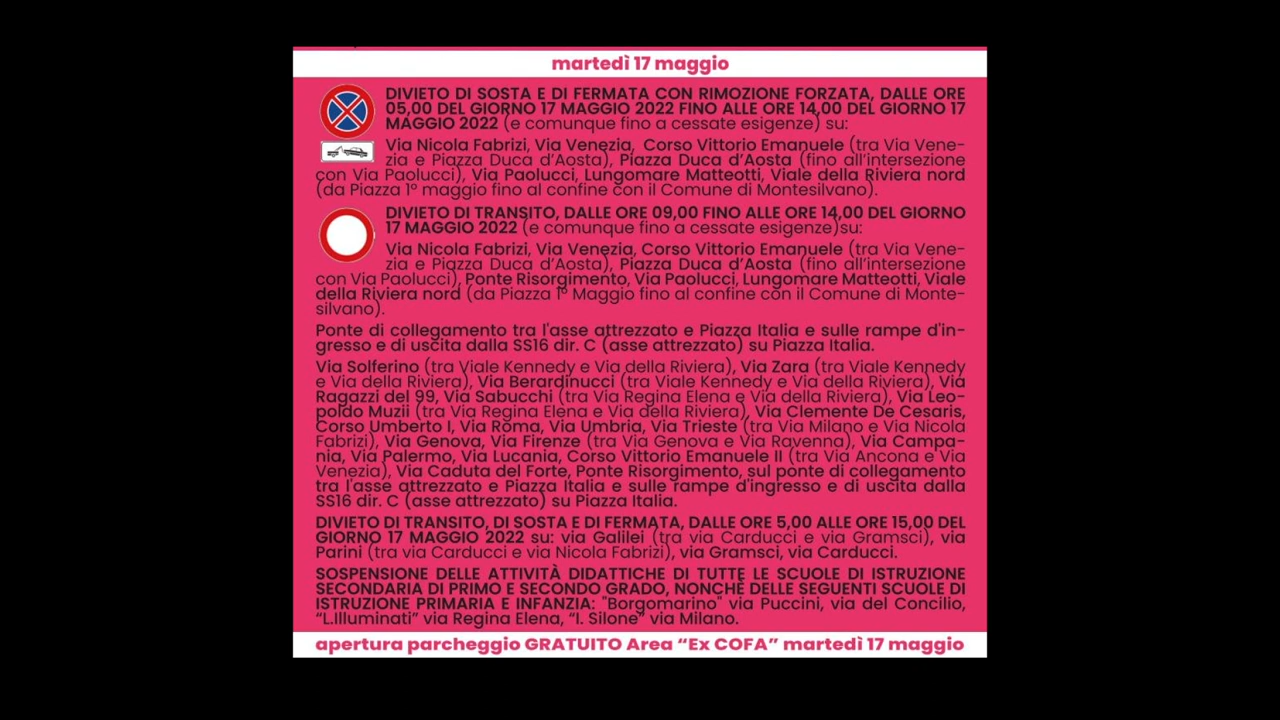 martedì 17 maggio
DIVIETO DI SOSTA E DI FERMATA CON RIMOZIONE FORZATA, DALLE ORE
05,00 DEL GIORNO 17 MAGGIO 2022 FINO ALLE ORE 14,00 DEL GIORNO 17
MAGGIO 2022 (e comunque fino a cessate esigenze) su:
Via Nicola Fabrizi, Via Venezia, Corso Vittorio Emanuele (tra Via Vene-
zia e Piazza Duca d'Aosta), Piazza Duca d'Aosta (fino all'intersezione
con Via Paolucci), Via Paolucci, Lungomare Matteotti, Viale della Riviera nord
(da Piazza 1° maggio fino al confine con il Comune di Montesilvano).
DIVIETO DI TRANSITO, DALLE ORE 09,00 FINO ALLE ORE 14,00 DEL GIORNO
17 MAGGIO 2022 (e comunque fino a cessate esigenze)su:
Via Nicola Fabrizi, Via Venezia, Corso Vittorio Emanuele (tra Via Vene-
zia e Piazza Duca d'Aosta), Piazza Duca d'Aosta (fino all'intersezione
con Via Paolucci), Ponte Risorgimento, Via Paolucci, Lungomare Matteotti, Viale
della Riviera nord (da Piazza 1° Maggio fino al confine con il Comune di Monte-
silvano).
Ponte di collegamento tra l'asse attrezzato e Piazza Italia e sulle rampe d'in-
gresso e di uscita dalla SS16 dir. C (asse attrezzato) su Piazza Italia.
Via Solferino (tra Viale Kennedy e Via della Riviera), Via Zara (tra Viale Kennedy
e Via della Riviera), Via Berardinucci (tra Viale Kennedy e Via della Riviera), Via
Ragazzi del 99, Via Sabucchi (tra Via Regina Elena e Via della Riviera), Via Leo-
poldo Muzii (tra Via Regina Elena e Via della Riviera), Via Clemente De Cesaris,
Corso Umberto I, Via Roma, Via Umbria, Via Trieste (tra Via Milano e Via Nicola
Fabrizi), Via Genova, Via Firenze (tra Via Genova e Via Ravenna), Via Campa-
nia, Via Palermo, Via Lucania, Corso Vittorio Emanuele II (tra Via Ancona e Via
Venezia), Via Caduta del Forte, Ponte Risorgimento, sul ponte di collegamento
tra l'asse attrezzato e Piazza Italia e sulle rampe d'ingresso e di uscita dalla
SS16 dir. C (asse attrezzato) su Piazza Italia.
DIVIETO DI TRANSITO, DI SOSTA E DI FERMATA, DALLE ORE 5,00 ALLE ORE 15,00 DEL
GIORNO 17 MAGGIO 2022 su: via Galilei (tra via Carducci e via Gramsci), via
Parini (tra via Carducci e via Nicola Fabrizi), via Gramsci, via Carducci.
SOSPENSIONE DELLE ATTIVITÀ DIDATTICHE DI TUTTE LE SCUOLE DI ISTRUZIONE
SECONDARIA DI PRIMO E SECONDO GRADO, NONCHÈ DELLE SEGUENTI SCUOLE DI
ISTRUZIONE PRIMARIA E INFANZIA: "Borgomarino" via Puccini, via del Concilio,
“L.Illuminati” via Regina Elena, “I. Silone” via Milano.
apertura parcheggio GRATUITO Area “Ex COFA” martedì 17 maggio